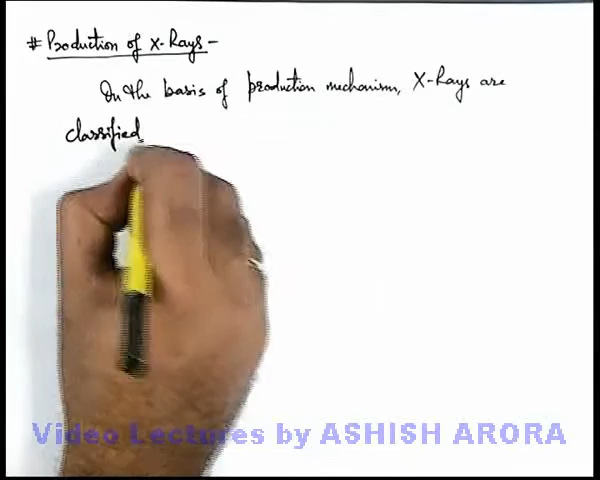 # Production of X-Rays -
On the basis of production mechanism, X-Rays are
classified
Video Lectures by ASHISH ARORA